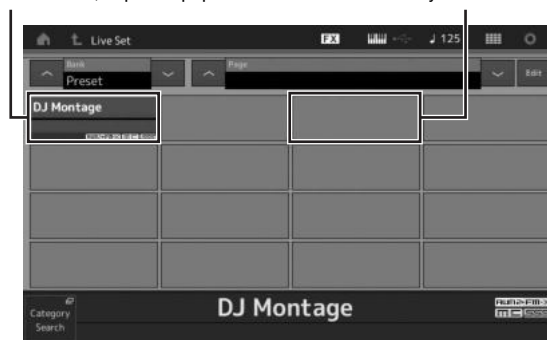 Live Set FX 125
Bank Page
Preset Edit
DJ Montage
Category DJ Montage
Search